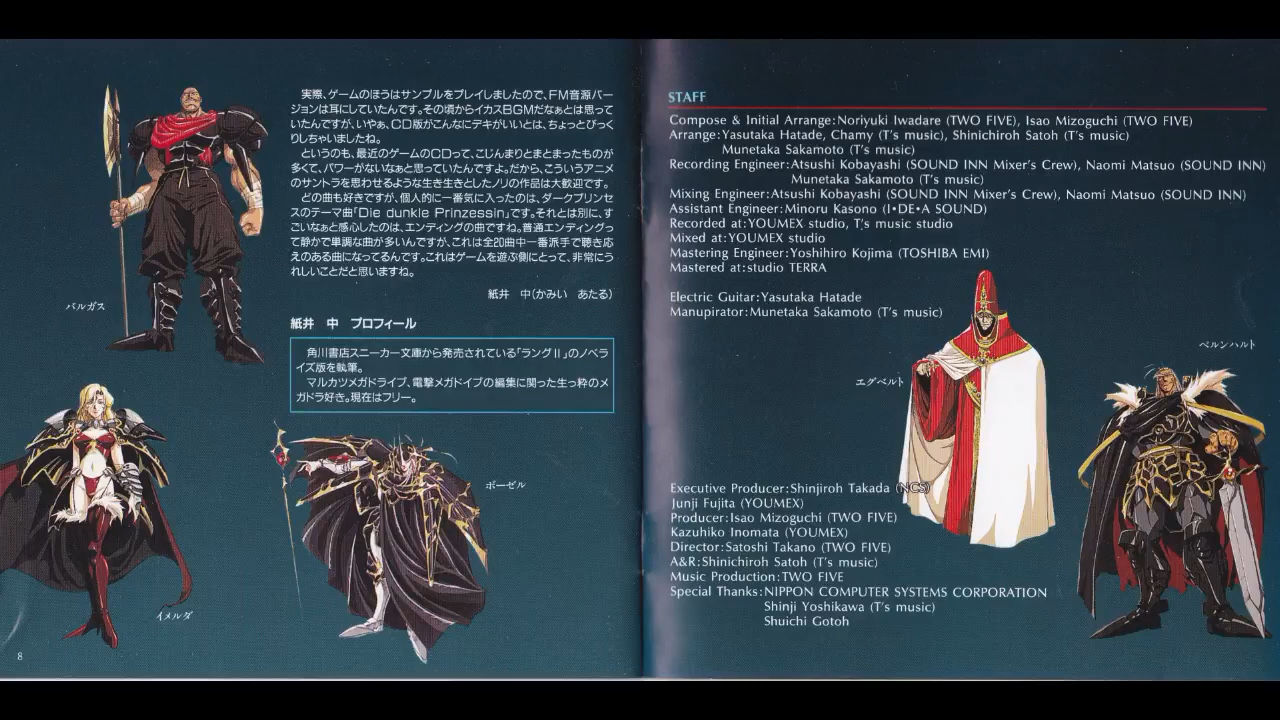 実際、ゲームのほうはサンプルをプレイしましたので、FM音源バー
ジョンは耳にしていたんです。その頃からイカスBGMだなぁとは思って
いたんですが、いやぁ、CD版がこんなにデキがいいとは、ちょっとびっく
りしちゃいましたね。
というのも、最近のゲームのCDって、こじんまりとまとまったものが
多くて、パワーがないなぁと思っていたんですよ。だから、こういうアニメ
のサントラを思わせるような生き生きとしたノリの作品は大歓迎です。
どの曲も好きですが、個人的に一番気に入ったのは、ダークプリンセ
スのテーマ曲「Die dunkle Prinzessin」です。それとは別に、す
ごいなぁと感心したのは、エンディングの曲ですね。普通エンディングっ
て静かで単調な曲が多いんですが、これは全20曲中一番派手で聴き応
えのある曲になってるんです。これはゲームを遊ぶ側にとって、非常にう
れしいことだと思いますね。
紙井 中(かみい あたる)
紙井 中 プロフィール
角川書店スニーカー文庫から発売されている「ラングⅡ」のノベラ
イズ版を執筆。
マルカツメガドライブ、電撃メガドライブの編集に関った生っ粋のメ
ガドラ好き。現在はフリー。
バルガス
イメルダ
ボーゼル
8
STAFF
Compose & Initial Arrange:Noriyuki Iwadare (TWO FIVE), Isao Mizoguchi (TWO FIVE)
Arrange:Yasutaka Hatade, Chamy (T's music), Shinichiroh Satoh (T's music)
Munetaka Sakamoto (T's music)
Recording Engineer:Atsushi Kobayashi (SOUND INN Mixer's Crew), Naomi Matsuo (SOUND INN)
Munetaka Sakamoto (T's music)
Mixing Engineer:Atsushi Kobayashi (SOUND INN Mixer's Crew), Naomi Matsuo (SOUND INN)
Assistant Engineer:Minoru Kasono (I•DE•A SOUND)
Recorded at:YOUMEX studio, T's music studio
Mixed at:YOUMEX studio
Mastering Engineer:Yoshihiro Kojima (TOSHIBA EMI)
Mastered at:studio TERRA
Electric Guitar:Yasutaka Hatade
Manupirator:Munetaka Sakamoto (T's music)
エグベルト
ベルンハルト
Executive Producer:Shinjiroh Takada (NCS)
Junji Fujita (YOUMEX)
Producer:Isao Mizoguchi (TWO FIVE)
Kazuhiko Inomata (YOUMEX)
Director:Satoshi Takano (TWO FIVE)
A&R:Shinichiroh Satoh (T's music)
Music Production:TWO FIVE
Special Thanks:NIPPON COMPUTER SYSTEMS CORPORATION
Shinji Yoshikawa (T's music)
Shuichi Gotoh